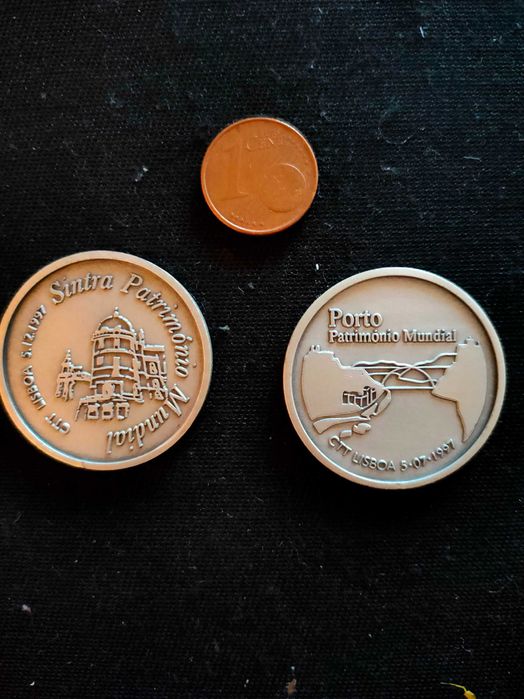 1
CENT
Sintra Património Mundial
CTT LISBOA 5.12.1997
Porto
Património Mundial
CTT LISBOA 5·07·1997